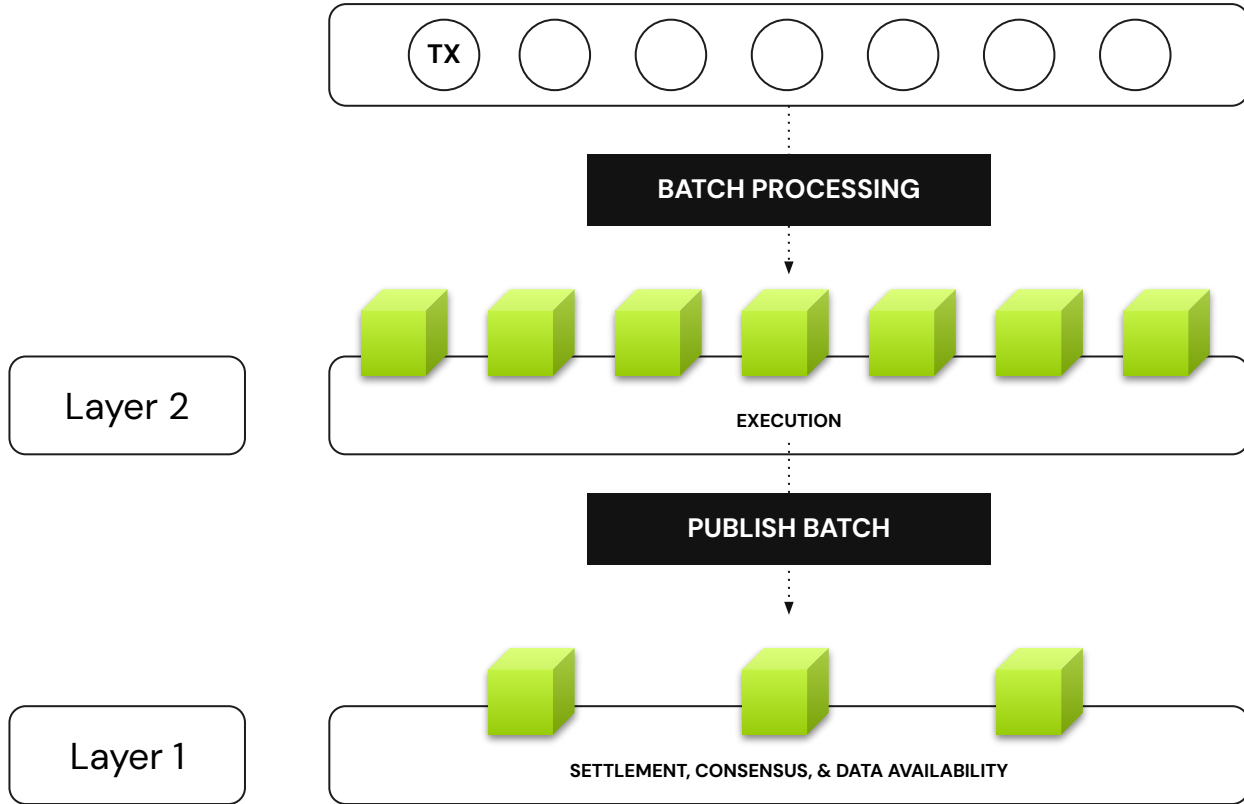 TX
BATCH PROCESSING
Layer 2
EXECUTION
PUBLISH BATCH
Layer 1
SETTLEMENT, CONSENSUS, & DATA AVAILABILITY